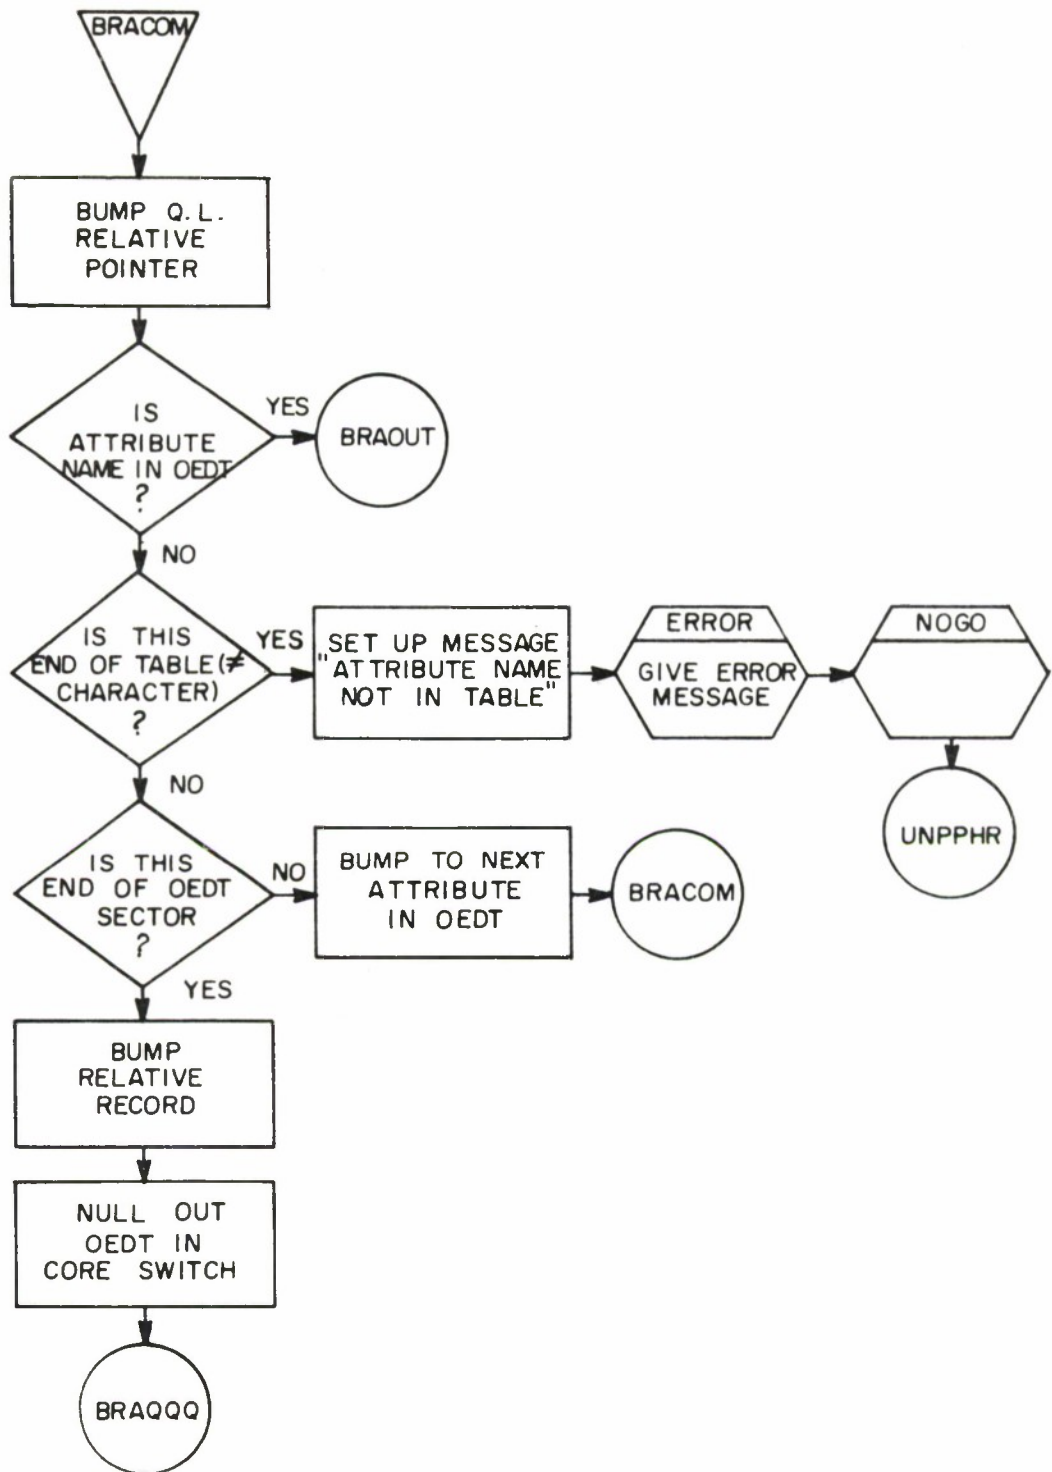 BRACOM
BUMP Q.L.
RELATIVE
POINTER
IS
ATTRIBUTE
NAME IN OEDT
?
YES
BRAOUT
NO
IS THIS
END OF TABLE (≠
CHARACTER)
?
YES
SET UP MESSAGE
"ATTRIBUTE NAME
NOT IN TABLE"
ERROR
GIVE ERROR
MESSAGE
NOGO
UNPPHR
NO
IS THIS
END OF OEDT
SECTOR
?
NO
BUMP TO NEXT
ATTRIBUTE
IN OEDT
BRACOM
YES
BUMP
RELATIVE
RECORD
NULL OUT
OEDT IN
CORE SWITCH
BRAQQQ